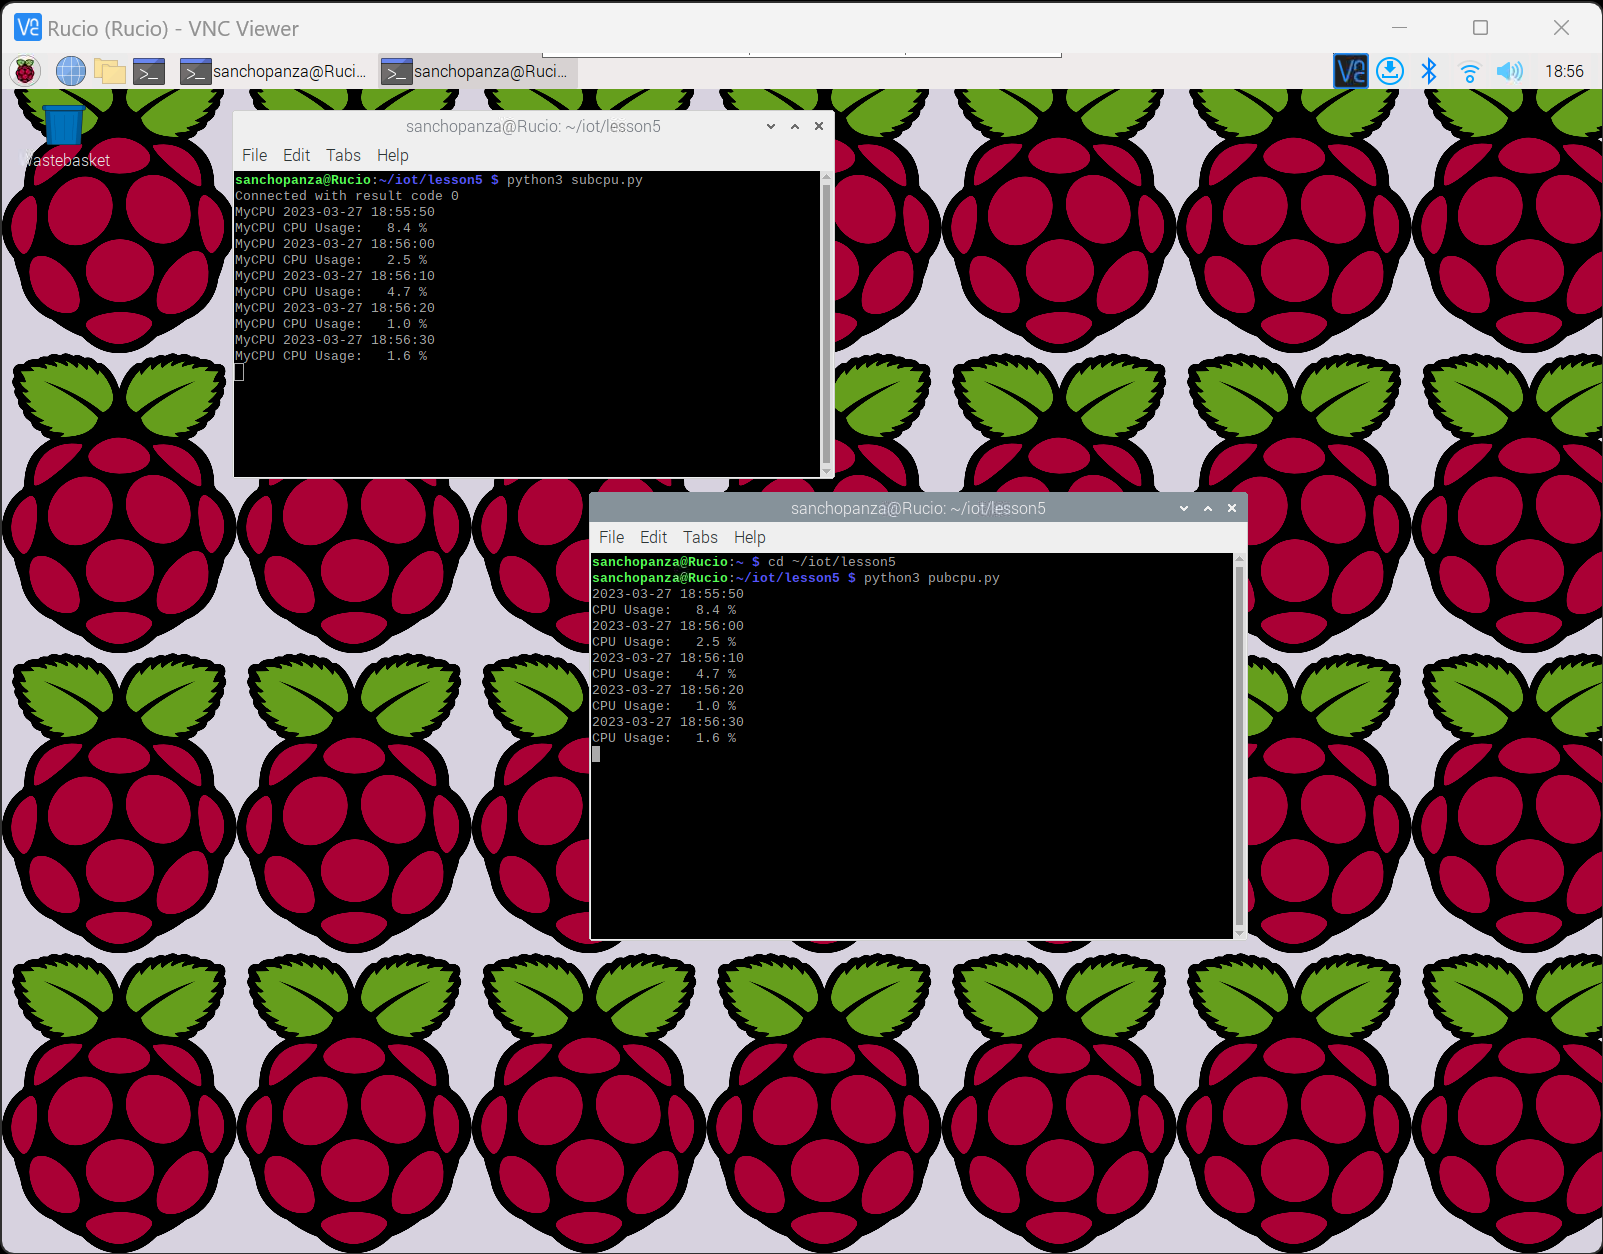 Rucio (Rucio) - VNC Viewer
sanchopanza@Ruci... sanchopanza@Ruci... 18:56
Wastebasket
sanchopanza@Rucio: ~/iot/lesson5
File Edit Tabs Help
sanchopanza@Rucio:~/iot/lesson5 $ python3 subcpu.py
Connected with result code 0
MyCPU 2023-03-27 18:55:50
MyCPU CPU Usage:   8.4 %
MyCPU 2023-03-27 18:56:00
MyCPU CPU Usage:   2.5 %
MyCPU 2023-03-27 18:56:10
MyCPU CPU Usage:   4.7 %
MyCPU 2023-03-27 18:56:20
MyCPU CPU Usage:   1.0 %
MyCPU 2023-03-27 18:56:30
MyCPU CPU Usage:   1.6 %
sanchopanza@Rucio: ~/iot/lesson5
File Edit Tabs Help
sanchopanza@Rucio:~ $ cd ~/iot/lesson5
sanchopanza@Rucio:~/iot/lesson5 $ python3 pubcpu.py
2023-03-27 18:55:50
CPU Usage:   8.4 %
2023-03-27 18:56:00
CPU Usage:   2.5 %
2023-03-27 18:56:10
CPU Usage:   4.7 %
2023-03-27 18:56:20
CPU Usage:   1.0 %
2023-03-27 18:56:30
CPU Usage:   1.6 %